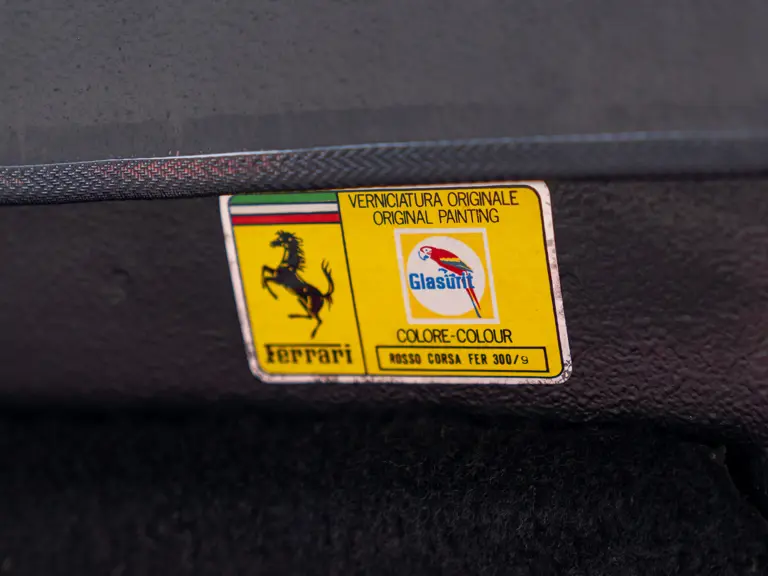 VERNICIATURA ORIGINALE
ORIGINAL PAINTING
Glasurit
COLORE-COLOUR
ROSSO CORSA FER 300/9
Ferrari